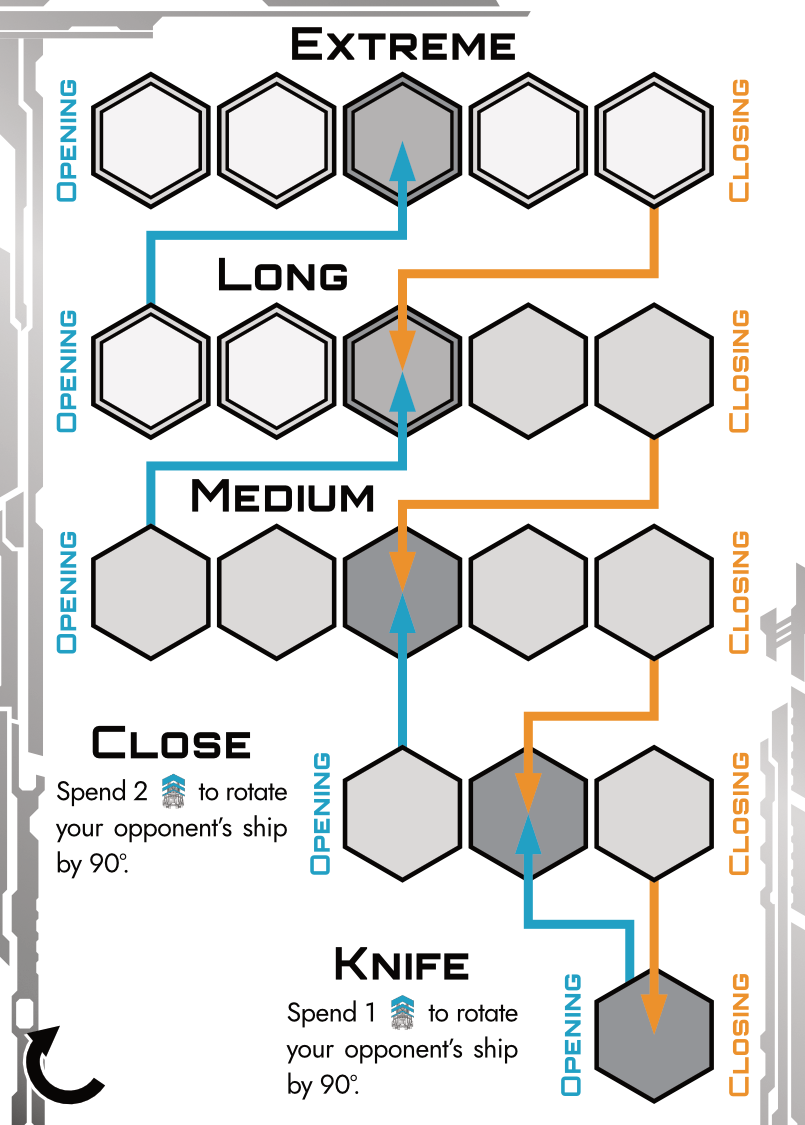 EXTREME
OPENING
CLOSING
LONG
OPENING
CLOSING
MEDIUM
OPENING
CLOSING
CLOSE
Spend 2 to rotate
your opponent's ship
by 90°.
OPENING
CLOSING
KNIFE
Spend 1 to rotate
your opponent's ship
by 90°.
OPENING
CLOSING